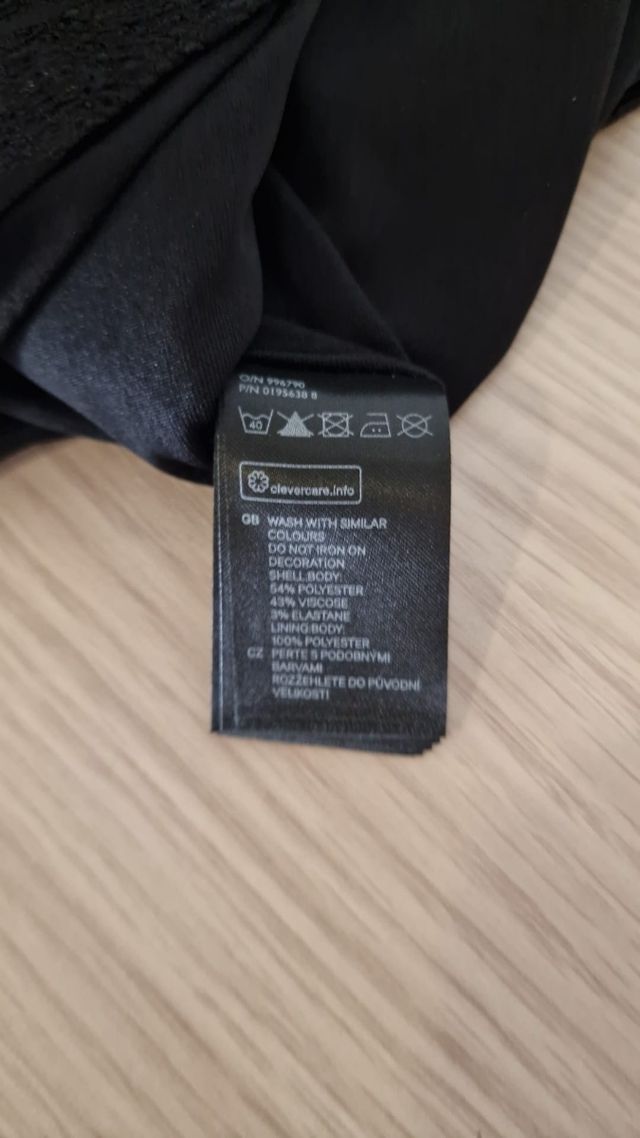 O/N 996790
P/N 0195638 8
40
clevercare.info
GB WASH WITH SIMILAR
COLOURS
DO NOT IRON ON
DECORATION
SHELL:BODY:
54% POLYESTER
43% VISCOSE
3% ELASTANE
LINING:BODY:
100% POLYESTER
CZ PERTE S PODOBNÝMI
BARVAMI
ROZŽEHLETE DO PŮVODNÍ
VELIKOSTI